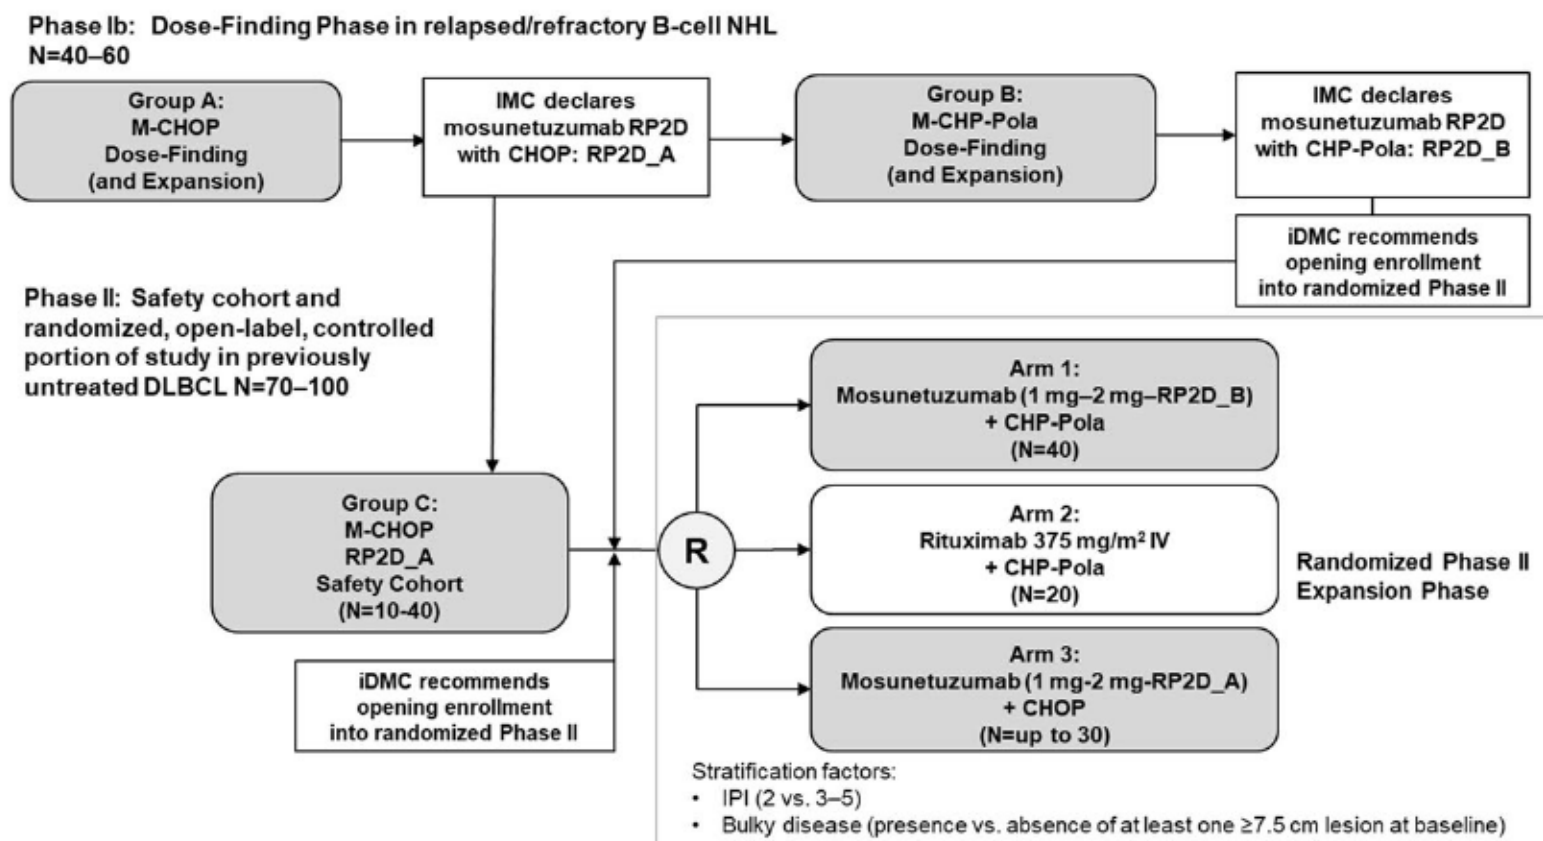 Phase Ib:  Dose-Finding Phase in relapsed/refractory B-cell NHL
N=40–60
Group A:
M-CHOP
Dose-Finding
(and Expansion)
IMC declares
mosunetuzumab RP2D
with CHOP: RP2D_A
Group B:
M-CHP-Pola
Dose-Finding
(and Expansion)
IMC declares
mosunetuzumab RP2D
with CHP-Pola: RP2D_B
iDMC recommends
opening enrollment
into randomized Phase II
Phase II:  Safety cohort and
randomized, open-label, controlled
portion of study in previously
untreated DLBCL N=70–100
Group C:
M-CHOP
RP2D_A
Safety Cohort
(N=10-40)
iDMC recommends
opening enrollment
into randomized Phase II
R
Arm 1:
Mosunetuzumab (1 mg–2 mg–RP2D_B)
+ CHP-Pola
(N=40)
Arm 2:
Rituximab 375 mg/m² IV
+ CHP-Pola
(N=20)
Arm 3:
Mosunetuzumab (1 mg-2 mg-RP2D_A)
+ CHOP
(N=up to 30)
Randomized Phase II
Expansion Phase
Stratification factors:
• IPI (2 vs. 3–5)
• Bulky disease (presence vs. absence of at least one ≥7.5 cm lesion at baseline)